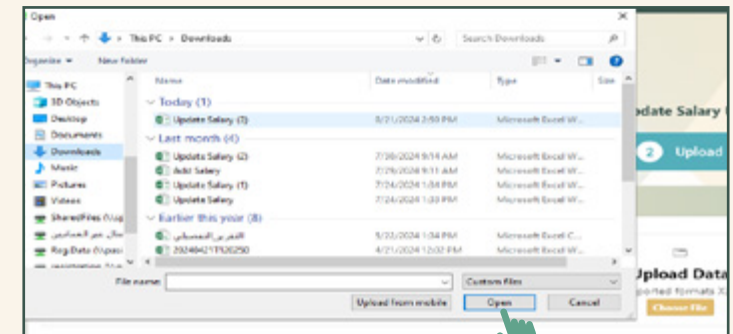 Open
This PC > Downloads
Search Downloads
Organize
New Folder
Name
Date modified
Type
Size
This PC
3D Objects
Desktop
Documents
Downloads
Music
Pictures
Videos
Today (1)
Update Salary (3)
8/21/2024 2:50 PM
Microsoft Excel W...
Last month (4)
Update Salary (2)
7/30/2024 9:14 AM
Microsoft Excel W...
Add Salary
7/29/2024 9:11 AM
Microsoft Excel W...
Update Salary (1)
7/24/2024 1:04 PM
Microsoft Excel W...
Update Salary
7/24/2024 1:03 PM
Microsoft Excel W...
Earlier this year (8)
5/22/2024 1:04 PM
Microsoft Excel C...
20240421T120250
4/21/2024 12:02 PM
Microsoft Excel W...
File name:
Custom Files
Upload from mobile
Open
Cancel
pdate Salary
2 Upload
Upload Data
ported formats
Choose File